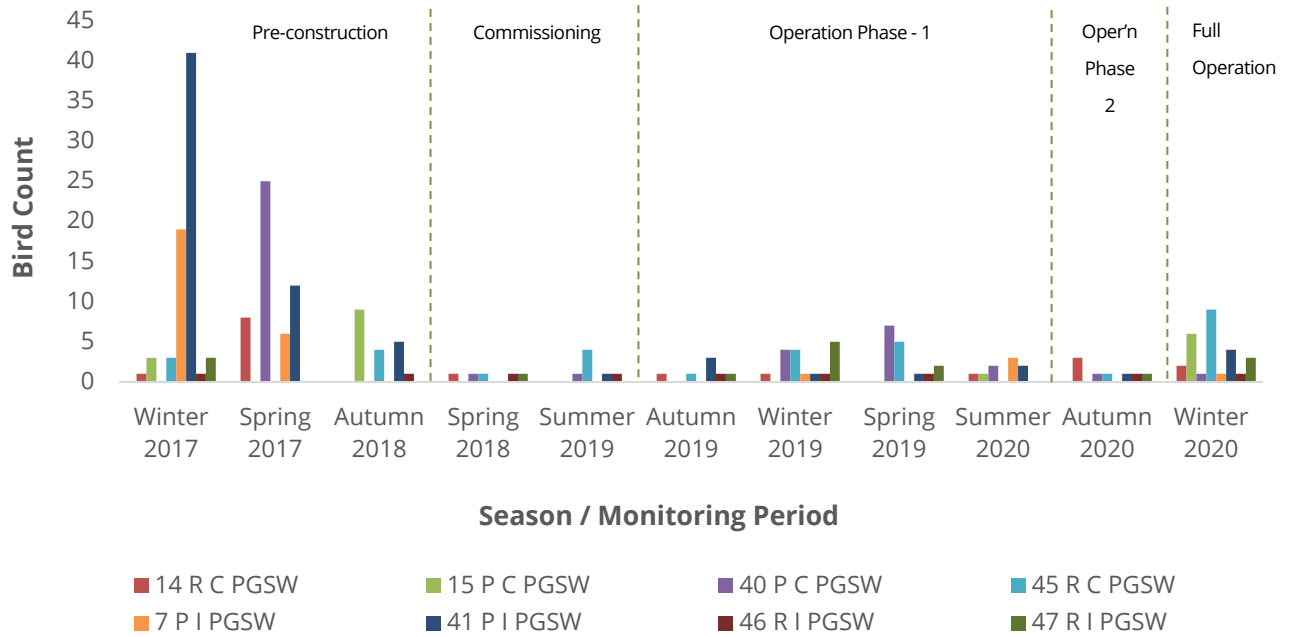 45
40
35
30
25
20
15
10
5
0
Bird Count
Pre-construction
Commissioning
Operation Phase - 1
Oper'n
Phase
2
Full
Operation
Winter
2017
Spring
2017
Autumn
2018
Spring
2018
Summer
2019
Autumn
2019
Winter
2019
Spring
2019
Summer
2020
Autumn
2020
Winter
2020
Season / Monitoring Period
14 R C PGSW
15 P C PGSW
40 P C PGSW
45 R C PGSW
7 P I PGSW
41 P I PGSW
46 R I PGSW
47 R I PGSW